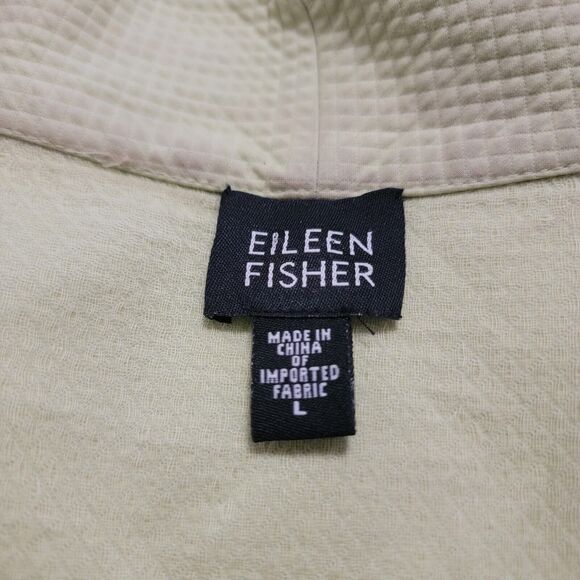 EILEEN
FISHER
MADE IN
CHINA
OF
IMPORTED
FABRIC
L